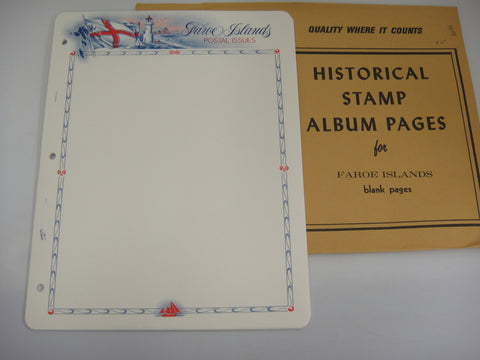 Faroe Islands
POSTAL ISSUES
QUALITY WHERE IT COUNTS
HISTORICAL
STAMP
ALBUM PAGES
for
FAROE ISLANDS
blank pages